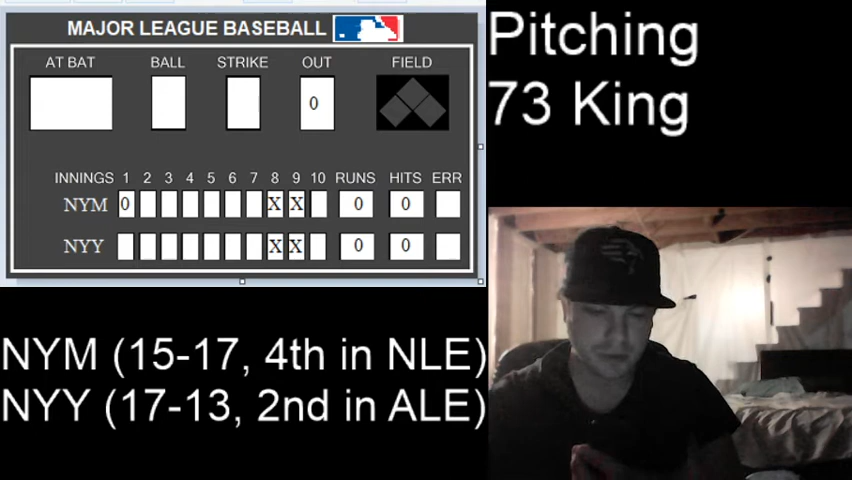 MAJOR LEAGUE BASEBALL
AT BAT BALL STRIKE OUT FIELD
0
INNINGS 1 2 3 4 5 6 7 8 9 10 RUNS HITS ERR
NYM 0 X X 0 0
NYY X X 0 0
Pitching
73 King
NYM (15-17, 4th in NLE)
NYY (17-13, 2nd in ALE)